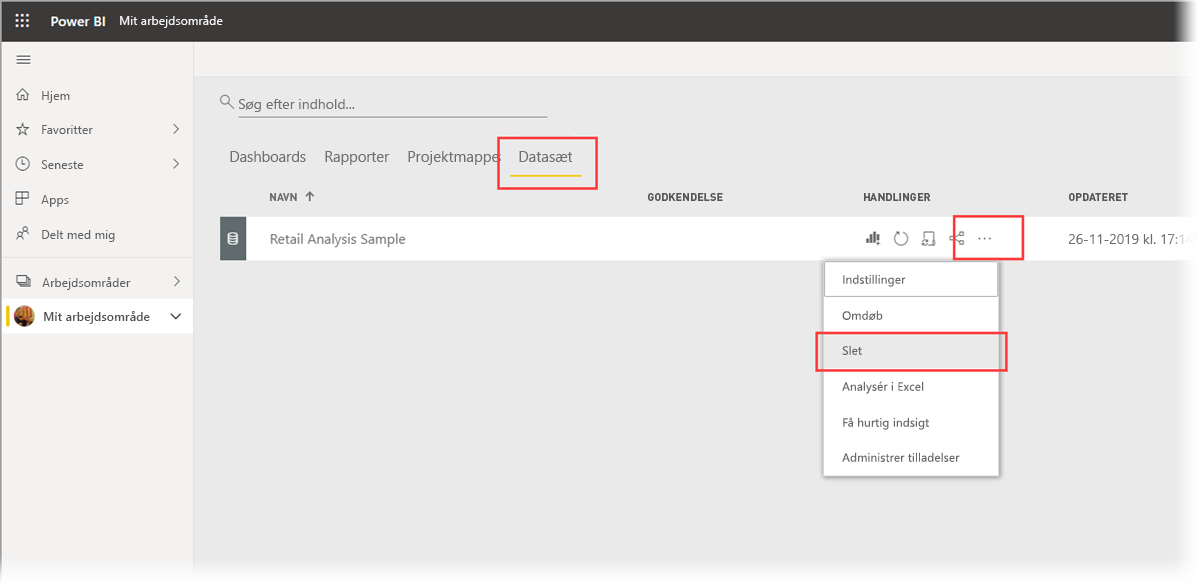 Power BI Mit arbejdsområde
Hjem
Favoritter
Seneste
Apps
Delt med mig
Arbejdsområder
Mit arbejdsområde
Søg efter indhold...
Dashboards Rapporter Projektmappe Datasæt
NAVN GODKENDELSE HANDLINGER OPDATERET
Retail Analysis Sample 26-11-2019 kl. 17:14
Indstillinger
Omdøb
Slet
Analysér i Excel
Få hurtig indsigt
Administrer tilladelser